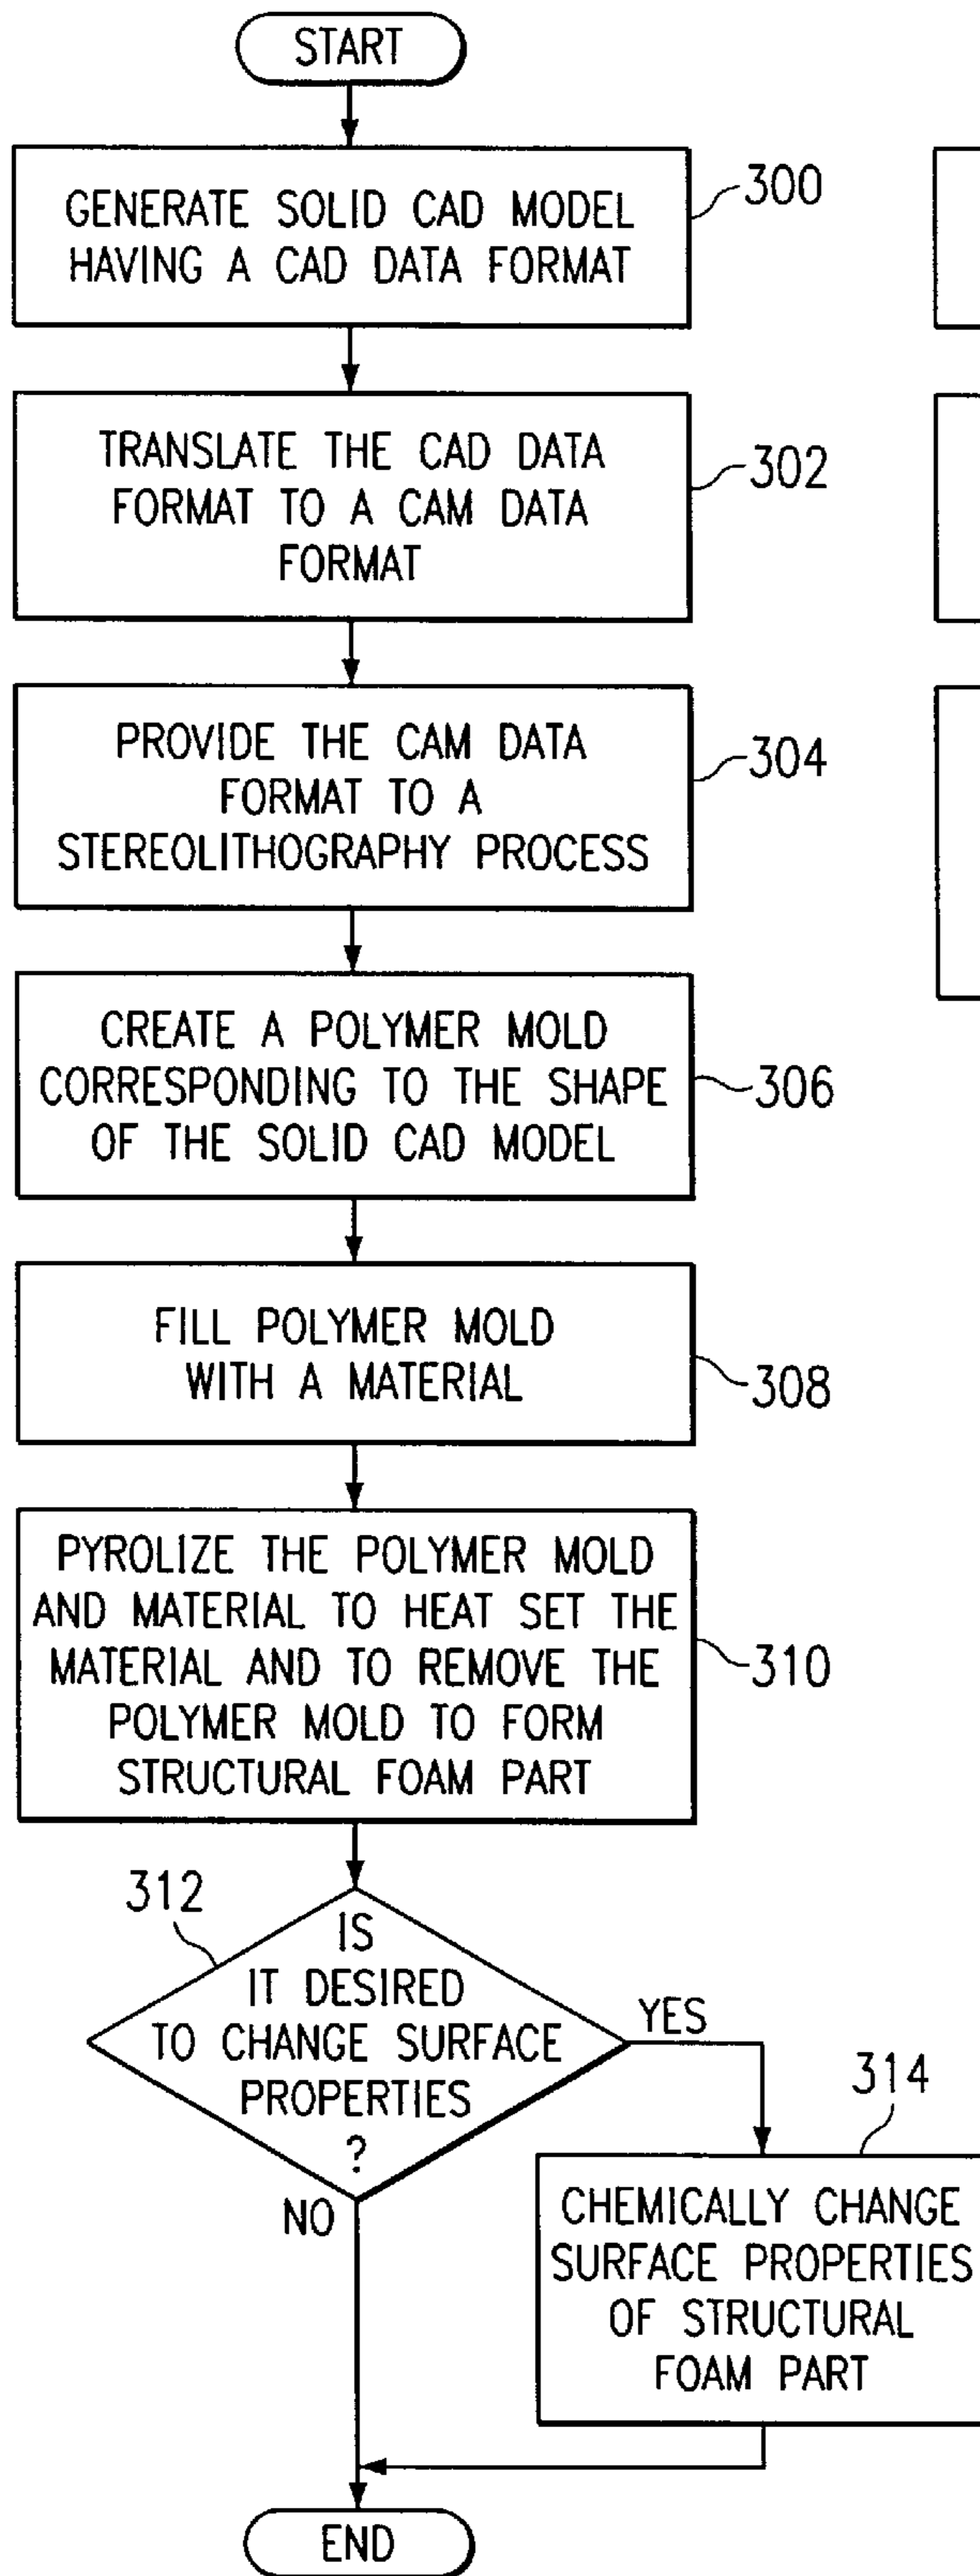 START
GENERATE SOLID CAD MODEL
HAVING A CAD DATA FORMAT
300
TRANSLATE THE CAD DATA
FORMAT TO A CAM DATA
FORMAT
302
PROVIDE THE CAM DATA
FORMAT TO A
STEREOLITHOGRAPHY PROCESS
304
CREATE A POLYMER MOLD
CORRESPONDING TO THE SHAPE
OF THE SOLID CAD MODEL
306
FILL POLYMER MOLD
WITH A MATERIAL
308
PYROLIZE THE POLYMER MOLD
AND MATERIAL TO HEAT SET THE
MATERIAL AND TO REMOVE THE
POLYMER MOLD TO FORM
STRUCTURAL FOAM PART
310
312
IS
IT DESIRED
TO CHANGE SURFACE
PROPERTIES
?
YES
NO
314
CHEMICALLY CHANGE
SURFACE PROPERTIES
OF STRUCTURAL
FOAM PART
END